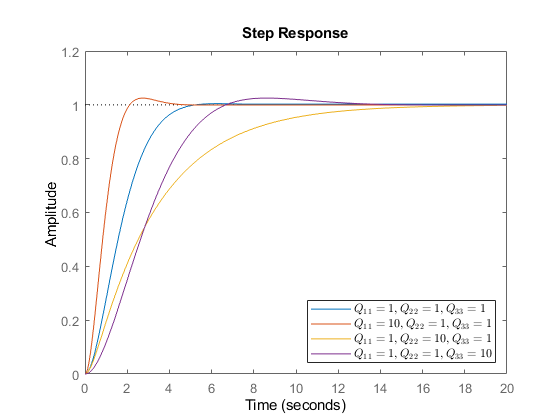 Step Response
Amplitude
1.2
1
0.8
0.6
0.4
0.2
0
0 2 4 6 8 10 12 14 16 18 20
Time (seconds)
Q₁₁ = 1, Q₂₂ = 1, Q₃₃ = 1
Q₁₁ = 10, Q₂₂ = 1, Q₃₃ = 1
Q₁₁ = 1, Q₂₂ = 10, Q₃₃ = 1
Q₁₁ = 1, Q₂₂ = 1, Q₃₃ = 10